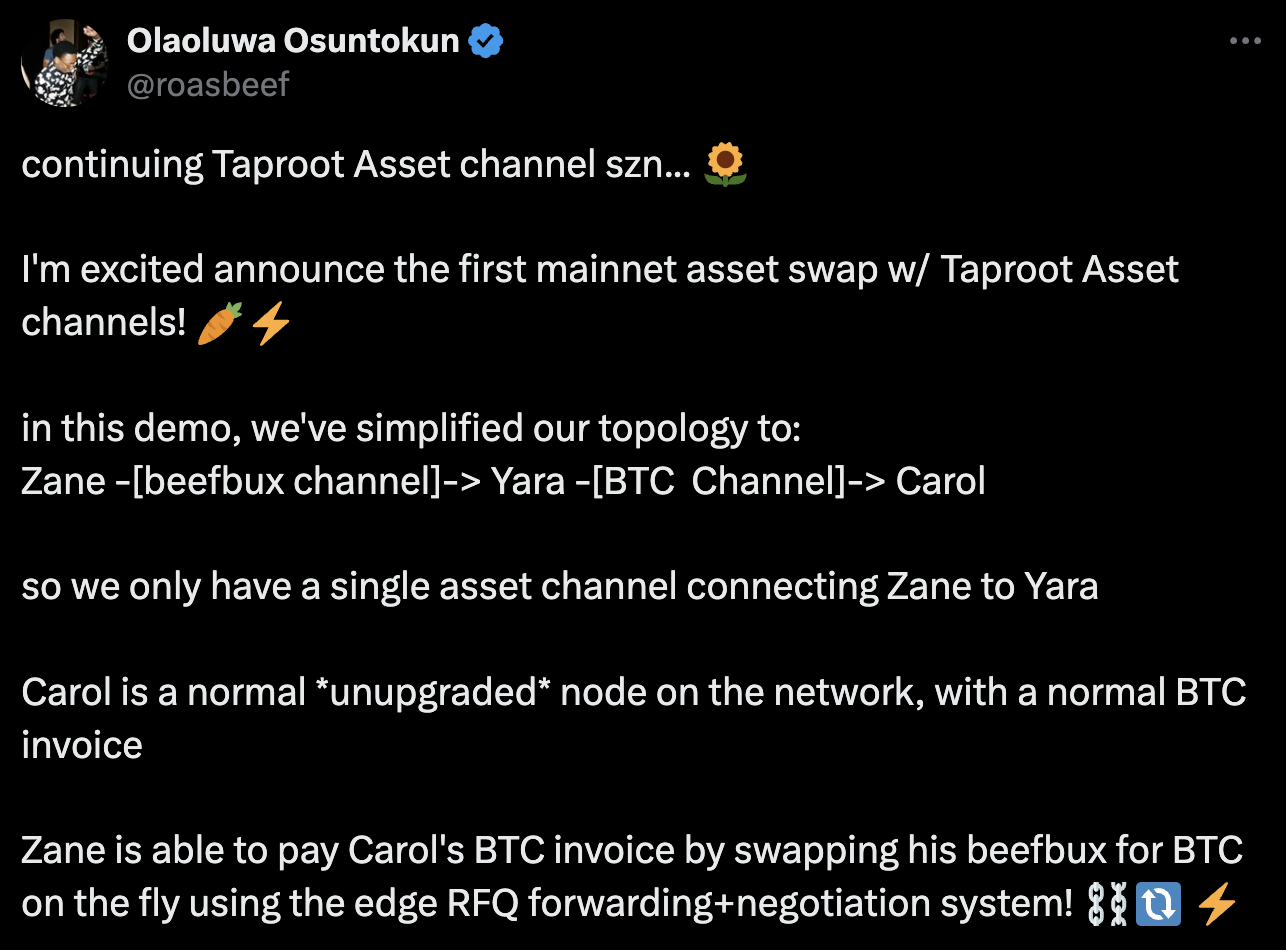 Olaoluwa Osuntokun
@roasbeef
continuing Taproot Asset channel szn... 🌻
I'm excited announce the first mainnet asset swap w/ Taproot Asset
channels! 🥕⚡
in this demo, we've simplified our topology to:
Zane -[beefbux channel]-> Yara -[BTC  Channel]-> Carol
so we only have a single asset channel connecting Zane to Yara
Carol is a normal *unupgraded* node on the network, with a normal BTC
invoice
Zane is able to pay Carol's BTC invoice by swapping his beefbux for BTC
on the fly using the edge RFQ forwarding+negotiation system! ⛓️🔄⚡